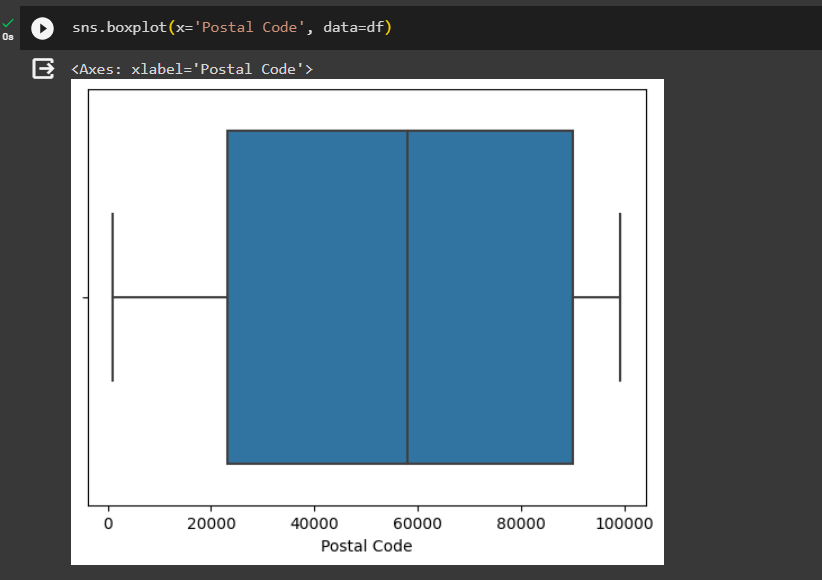 sns.boxplot(x='Postal Code', data=df)
0s
<Axes: xlabel='Postal Code'>
0 20000 40000 60000 80000 100000
Postal Code